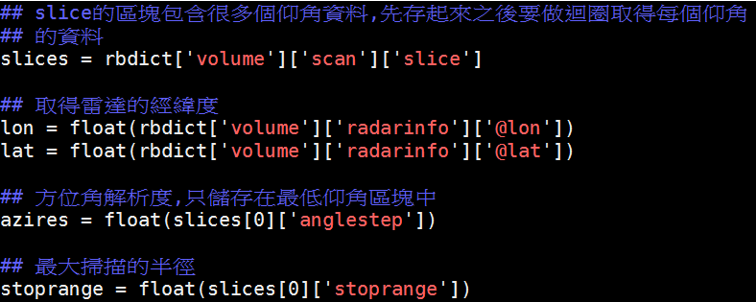 ## slice的區塊包含很多個仰角資料,先存起來之後要做迴圈取得每個仰角
## 的資料
slices = rbdict['volume']['scan']['slice']
## 取得雷達的經緯度
lon = float(rbdict['volume']['radarinfo']['@lon'])
lat = float(rbdict['volume']['radarinfo']['@lat'])
## 方位角解析度,只儲存在最低仰角區塊中
azires = float(slices[0]['anglestep'])
## 最大掃描的半徑
stoprange = float(slices[0]['stoprange'])